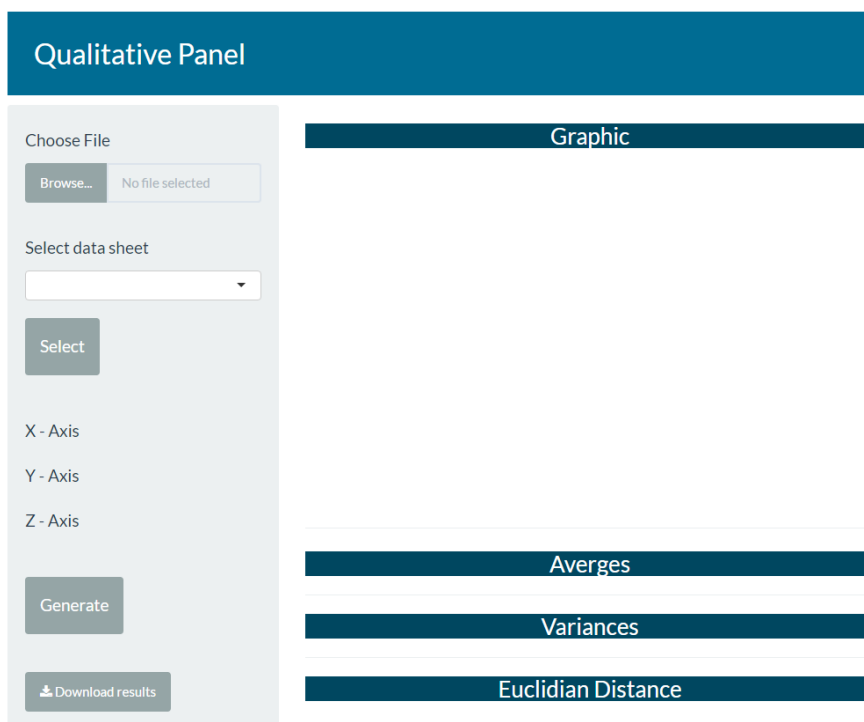 Qualitative Panel
Choose File
Browse...
No file selected
Select data sheet
Select
X - Axis
Y - Axis
Z - Axis
Generate
Download results
Graphic
Averges
Variances
Euclidian Distance